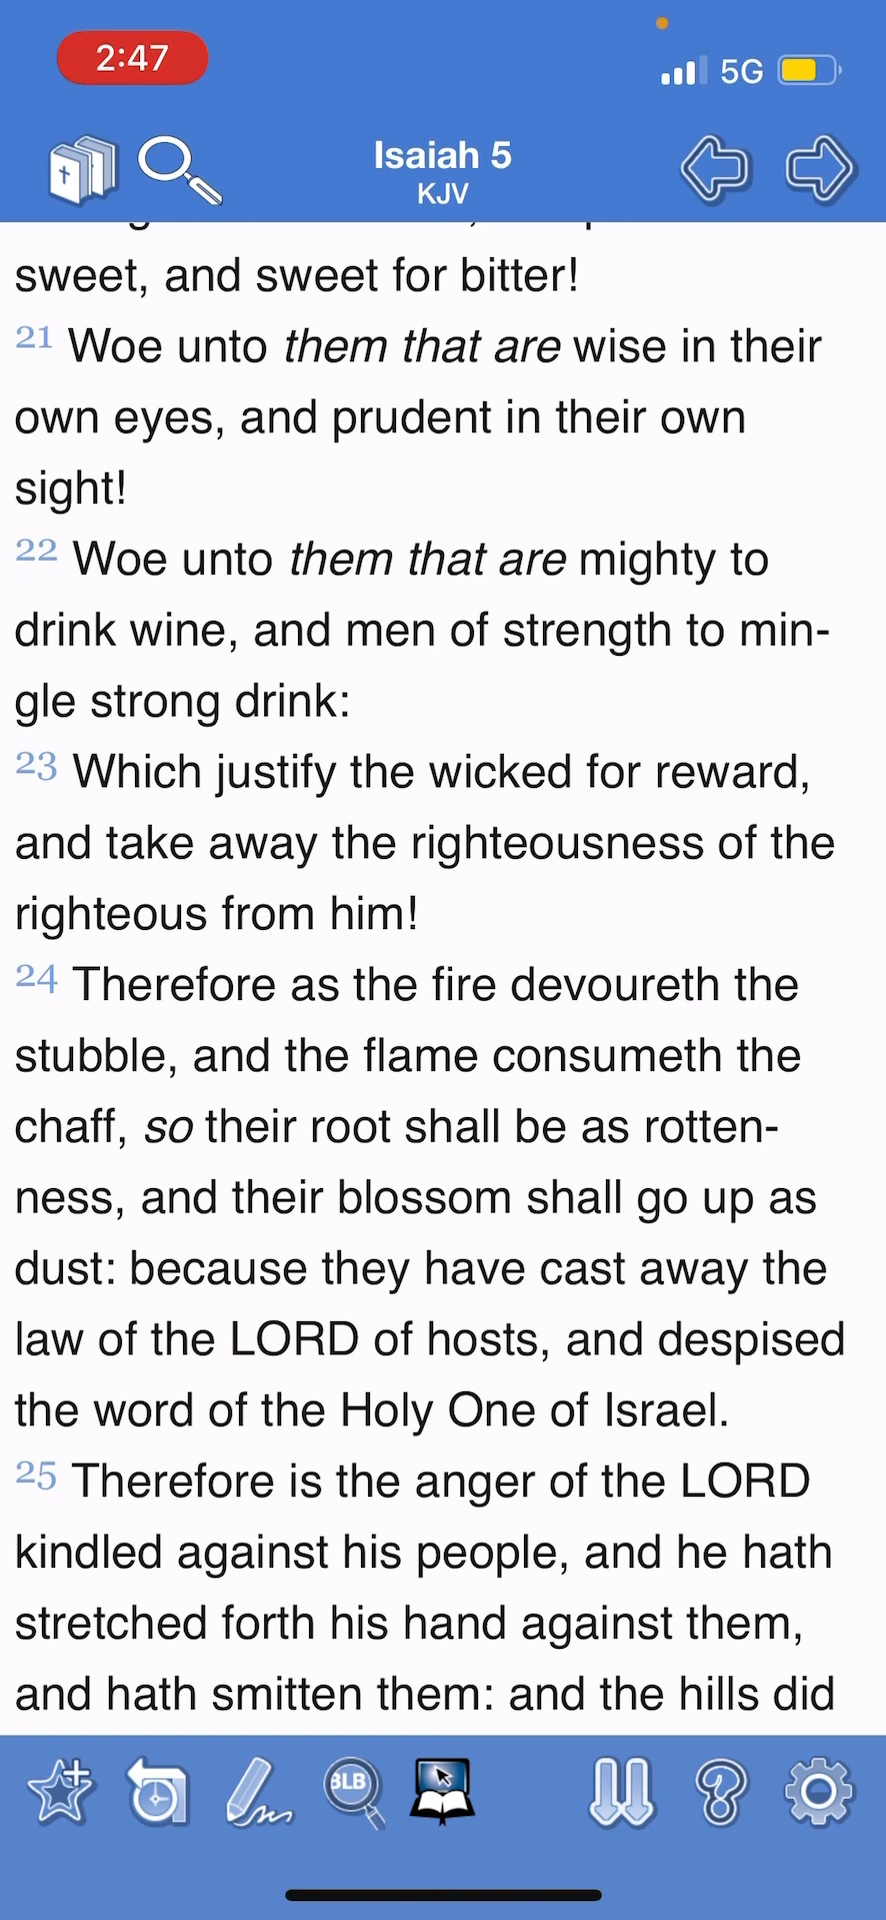 2:47
5G
Isaiah 5
KJV
sweet, and sweet for bitter!
21 Woe unto them that are wise in their
own eyes, and prudent in their own
sight!
22 Woe unto them that are mighty to
drink wine, and men of strength to min-
gle strong drink:
23 Which justify the wicked for reward,
and take away the righteousness of the
righteous from him!
24 Therefore as the fire devoureth the
stubble, and the flame consumeth the
chaff, so their root shall be as rotten-
ness, and their blossom shall go up as
dust: because they have cast away the
law of the LORD of hosts, and despised
the word of the Holy One of Israel.
25 Therefore is the anger of the LORD
kindled against his people, and he hath
stretched forth his hand against them,
and hath smitten them: and the hills did
BLB